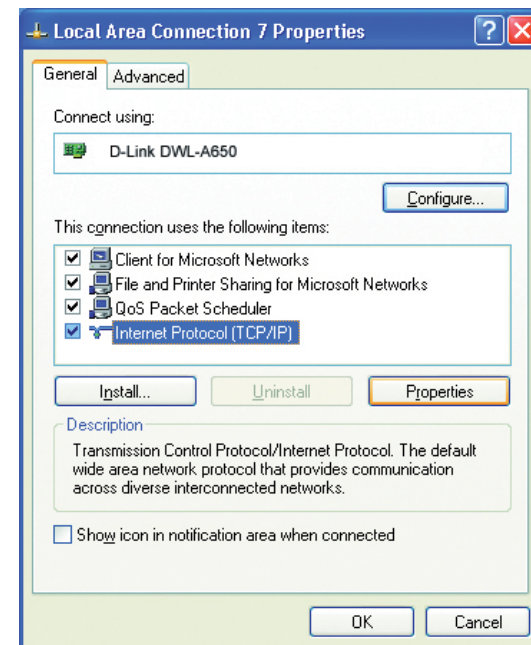 Local Area Connection 7 Properties
General Advanced
Connect using:
D-Link DWL-A650
Configure...
This connection uses the following items:
Client for Microsoft Networks
File and Printer Sharing for Microsoft Networks
QoS Packet Scheduler
Internet Protocol (TCP/IP)
Install... Uninstall Properties
Description
Transmission Control Protocol/Internet Protocol. The default
wide area network protocol that provides communication
across diverse interconnected networks.
Show icon in notification area when connected
OK Cancel